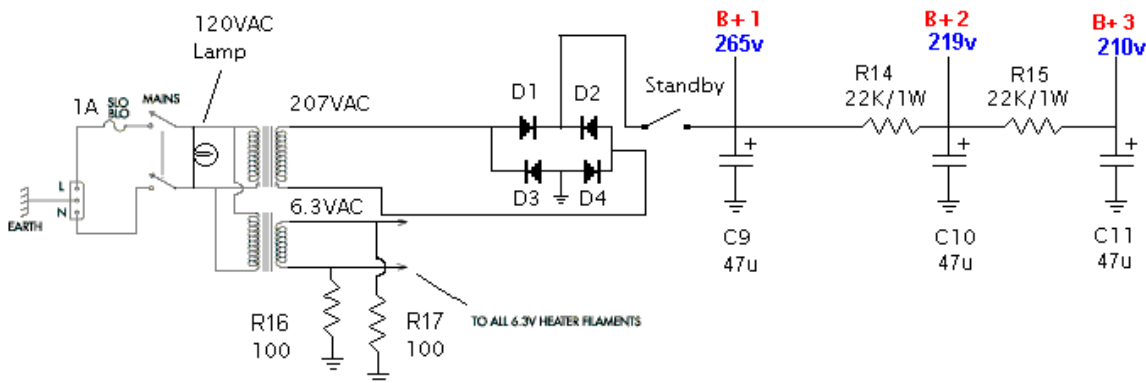 120VAC
Lamp
B+1
265v
B+2
219v
B+3
210v
1A
SLO
BLO
MAINS
207VAC
D1
D2
Standby
R14
22K/1W
R15
22K/1W
+
+
+
L
N
EARTH
D3
D4
6.3VAC
C9
47u
C10
47u
C11
47u
R16
100
R17
100
TO ALL 6.3V HEATER FILAMENTS